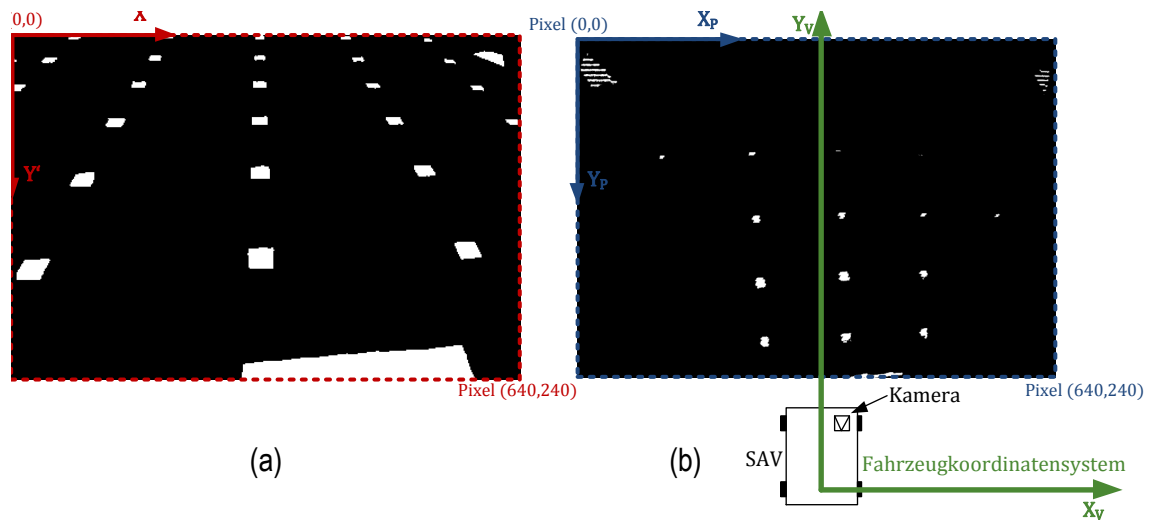 (0,0)
X
Y'
Pixel (640,240)
(a)
Pixel (0,0)
XP
YV
YP
Pixel (640,240)
Kamera
(b)
SAV
Fahrzeugkoordinatensystem
XV